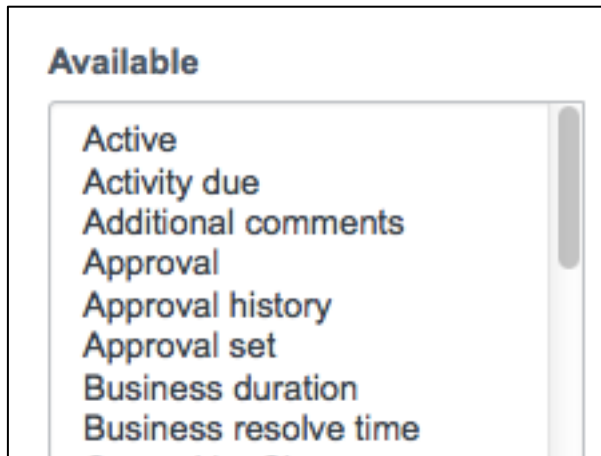 Available
Active
Activity due
Additional comments
Approval
Approval history
Approval set
Business duration
Business resolve time